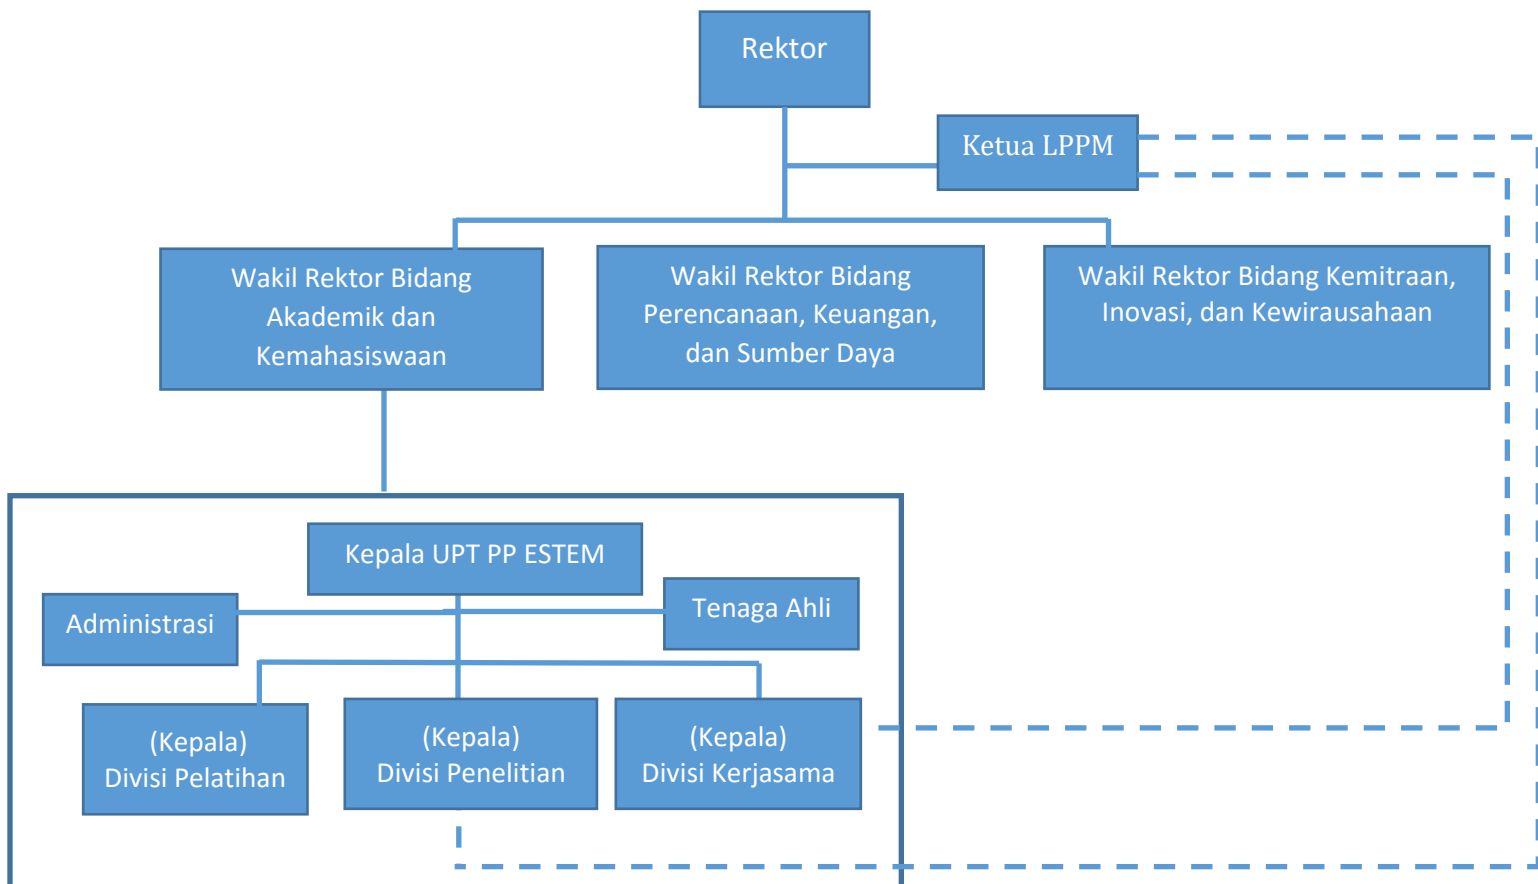 Rektor
Ketua LPPM
Wakil Rektor Bidang
Akademik dan
Kemahasiswaan
Wakil Rektor Bidang
Perencanaan, Keuangan,
dan Sumber Daya
Wakil Rektor Bidang Kemitraan,
Inovasi, dan Kewirausahaan
Kepala UPT PP ESTEM
Administrasi
Tenaga Ahli
(Kepala)
Divisi Pelatihan
(Kepala)
Divisi Penelitian
(Kepala)
Divisi Kerjasama